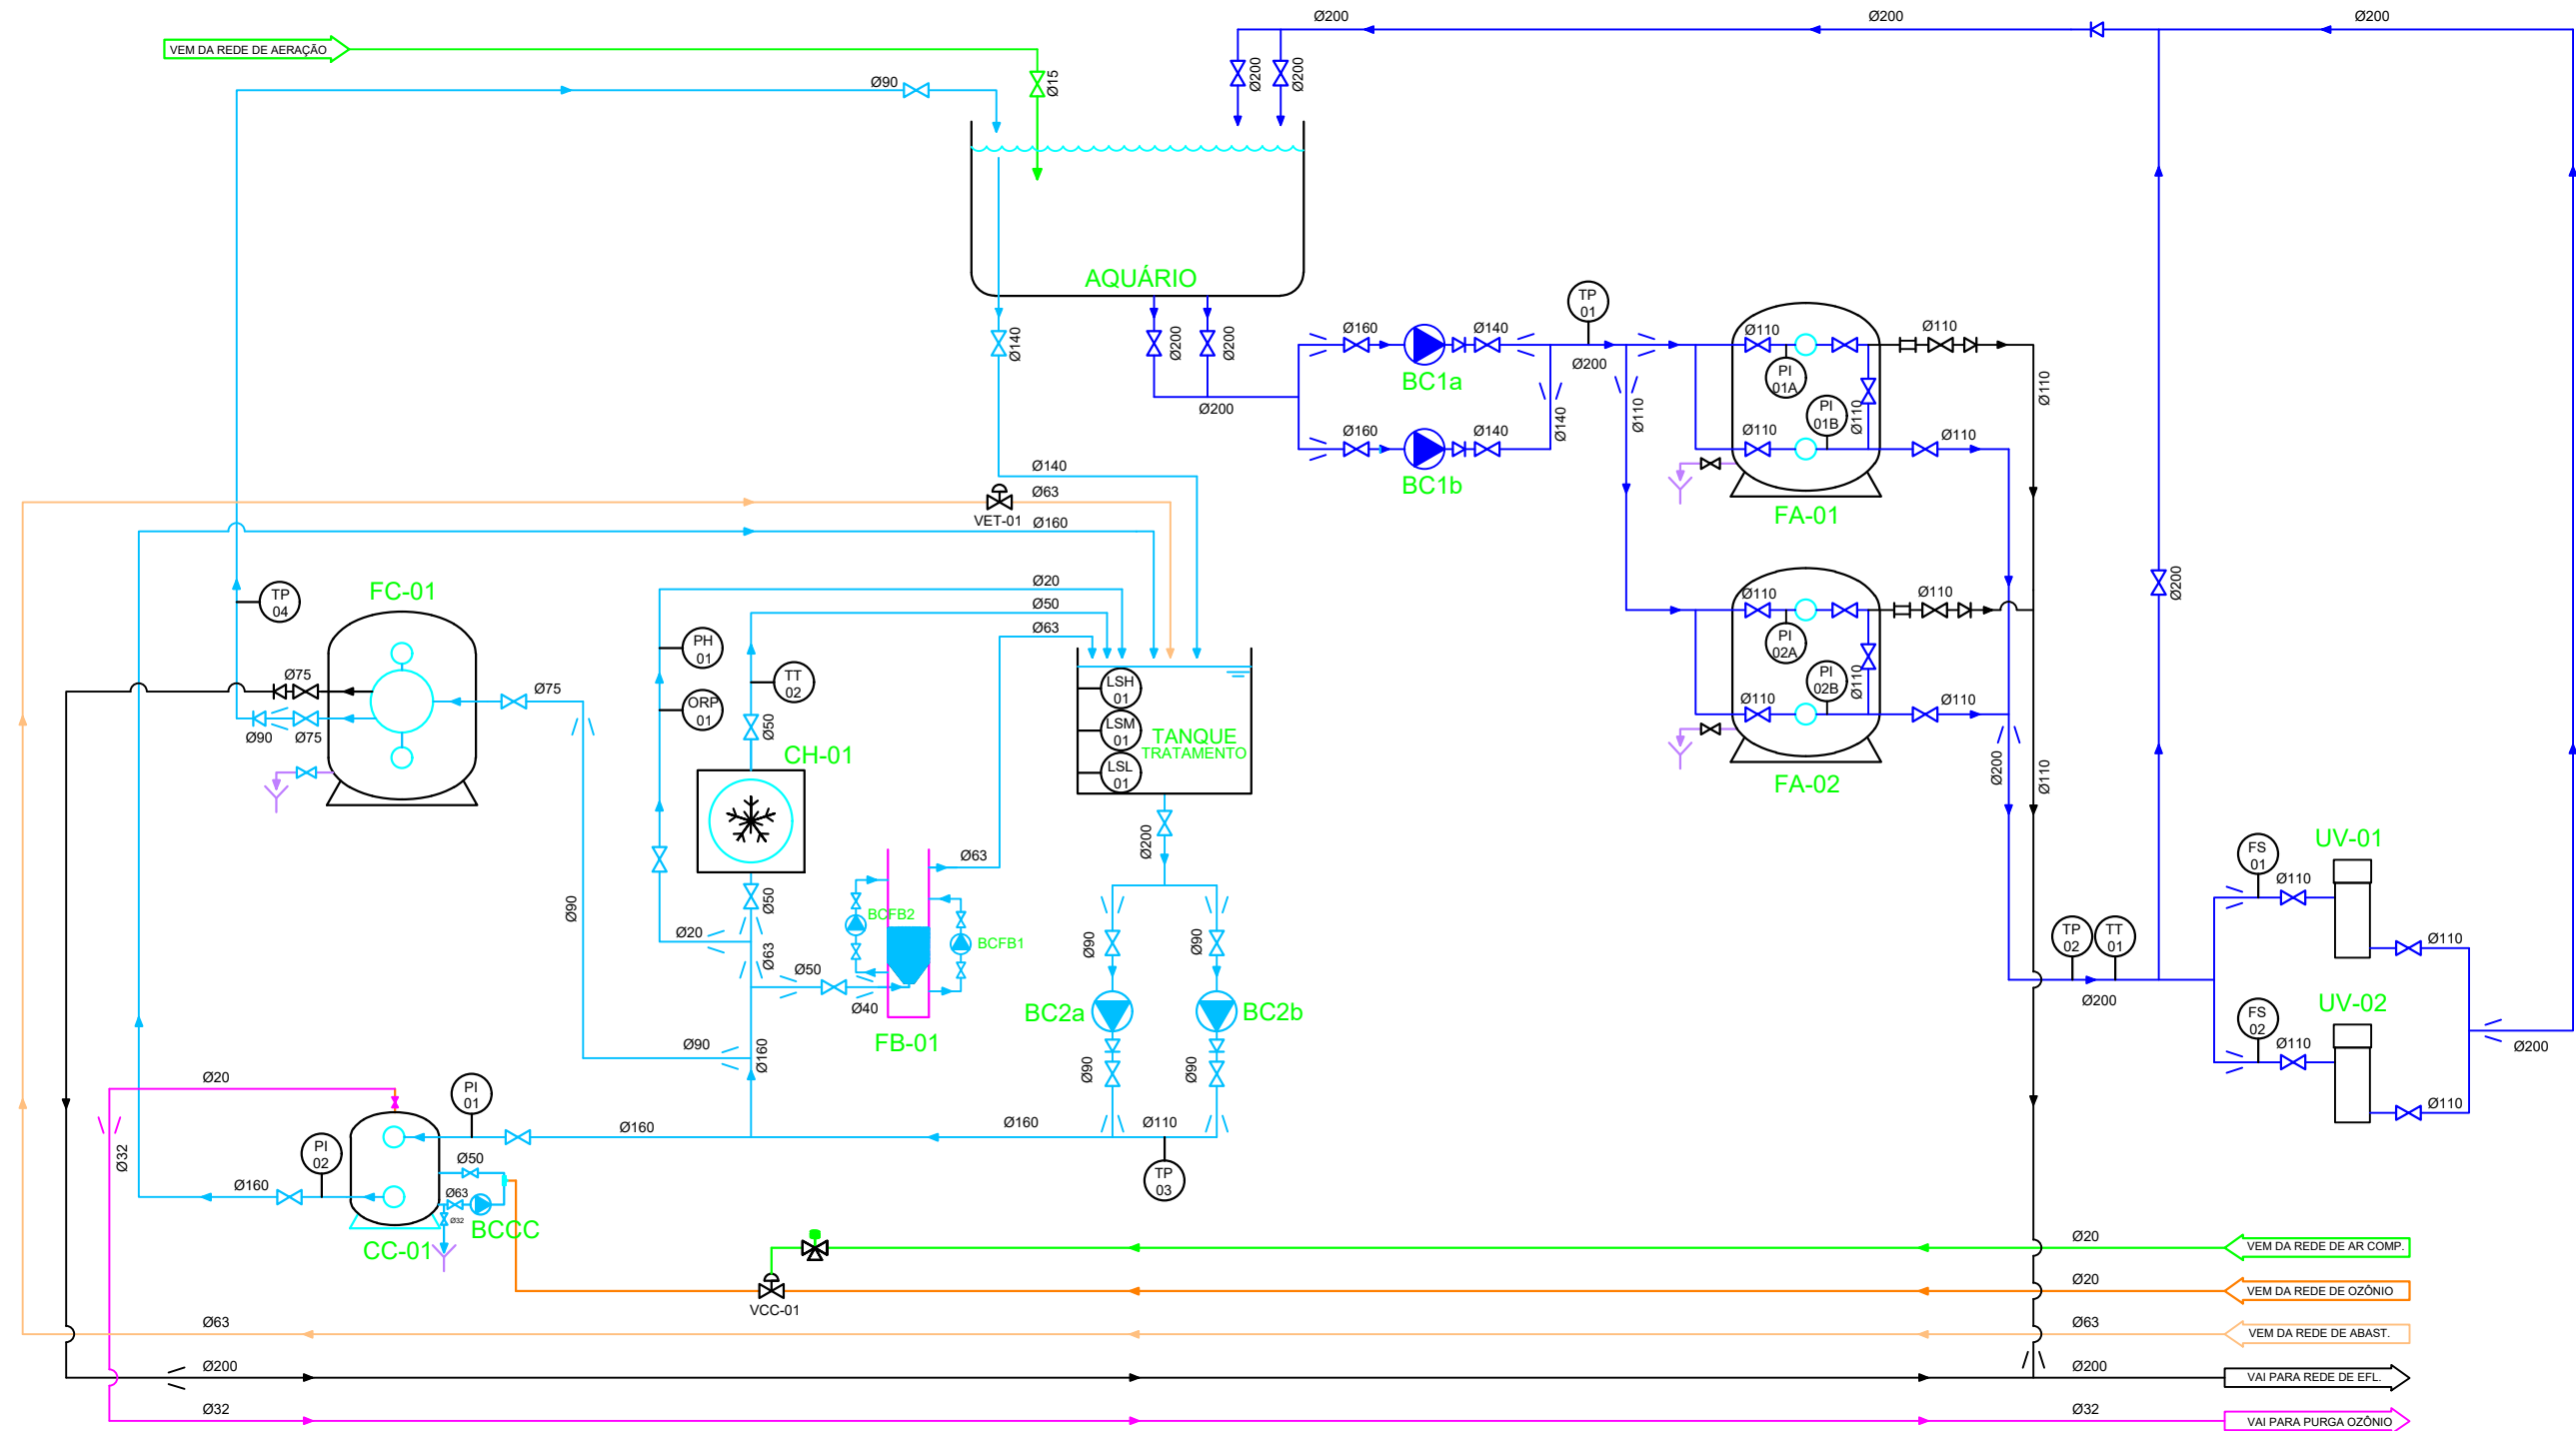 Ø200
Ø200
Ø200
VEM DA REDE DE AERAÇÃO
Ø90
Ø15
Ø200
Ø200
AQUÁRIO
Ø140
Ø200
Ø200
Ø200
Ø160
Ø140
BC1a
Ø160
Ø140
BC1b
Ø140
TP
01
Ø200
Ø110
Ø110
PI
01A
PI
01B
Ø110
Ø110
Ø110
Ø110
Ø110
FA-01
Ø140
Ø63
VET-01
Ø160
Ø20
Ø50
Ø63
FC-01
TP
04
Ø75
Ø90
Ø75
Ø75
PH
01
ORP
01
TT
02
Ø50
CH-01
Ø50
LSH
01
LSM
01
LSL
01
TANQUE
TRATAMENTO
Ø110
PI
02A
PI
02B
Ø110
Ø110
Ø110
Ø110
FA-02
Ø200
Ø110
Ø200
Ø200
Ø63
BCFB2
BCFB1
Ø20
Ø63
Ø50
Ø40
FB-01
Ø90
Ø90
Ø160
Ø90
Ø90
BC2a
BC2b
Ø90
Ø90
TP
02
TT
01
Ø200
FS
01
Ø110
UV-01
Ø110
FS
02
Ø110
UV-02
Ø110
Ø200
Ø20
Ø32
PI
01
PI
02
Ø160
Ø160
Ø110
TP
03
Ø160
Ø50
Ø63
Ø32
BCCC
CC-01
Ø20
VEM DA REDE DE AR COMP.
VCC-01
Ø20
VEM DA REDE DE OZÔNIO
Ø63
Ø63
VEM DA REDE DE ABAST.
Ø200
Ø200
VAI PARA REDE DE EFL.
Ø32
Ø32
VAI PARA PURGA OZÔNIO